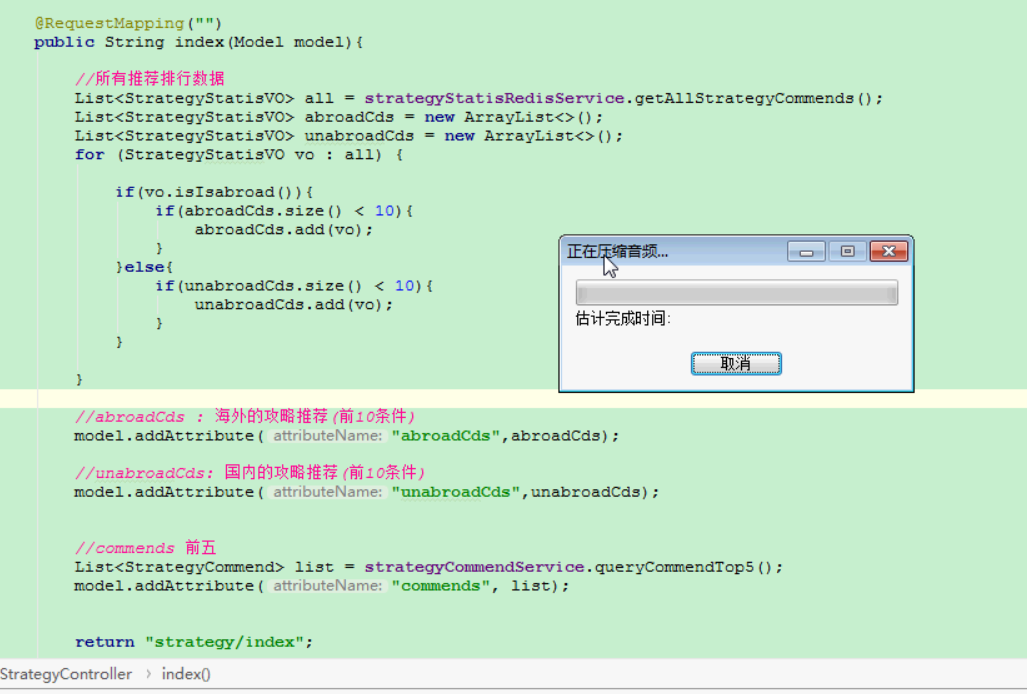 @RequestMapping("")
public String index(Model model){
//所有推荐排行数据
List<StrategyStatisVO> all = strategyStatisRedisService.getAllStrategyCommends();
List<StrategyStatisVO> abroadCds = new ArrayList<>();
List<StrategyStatisVO> unabroadCds = new ArrayList<>();
for (StrategyStatisVO vo : all) {
if(vo.isIsabroad()){
if(abroadCds.size() < 10){
abroadCds.add(vo);
}
}else{
if(unabroadCds.size() < 10){
unabroadCds.add(vo);
}
}
}
正在压缩音频...
估计完成时间:
取消
//abroadCds : 海外的攻略推荐(前10条件)
model.addAttribute( attributeName: "abroadCds",abroadCds);
//unabroadCds: 国内的攻略推荐(前10条件)
model.addAttribute( attributeName: "unabroadCds",unabroadCds);
//commends 前五
List<StrategyCommend> list = strategyCommendService.queryCommendTop5();
model.addAttribute( attributeName: "commends", list);
return "strategy/index";
StrategyController › index()